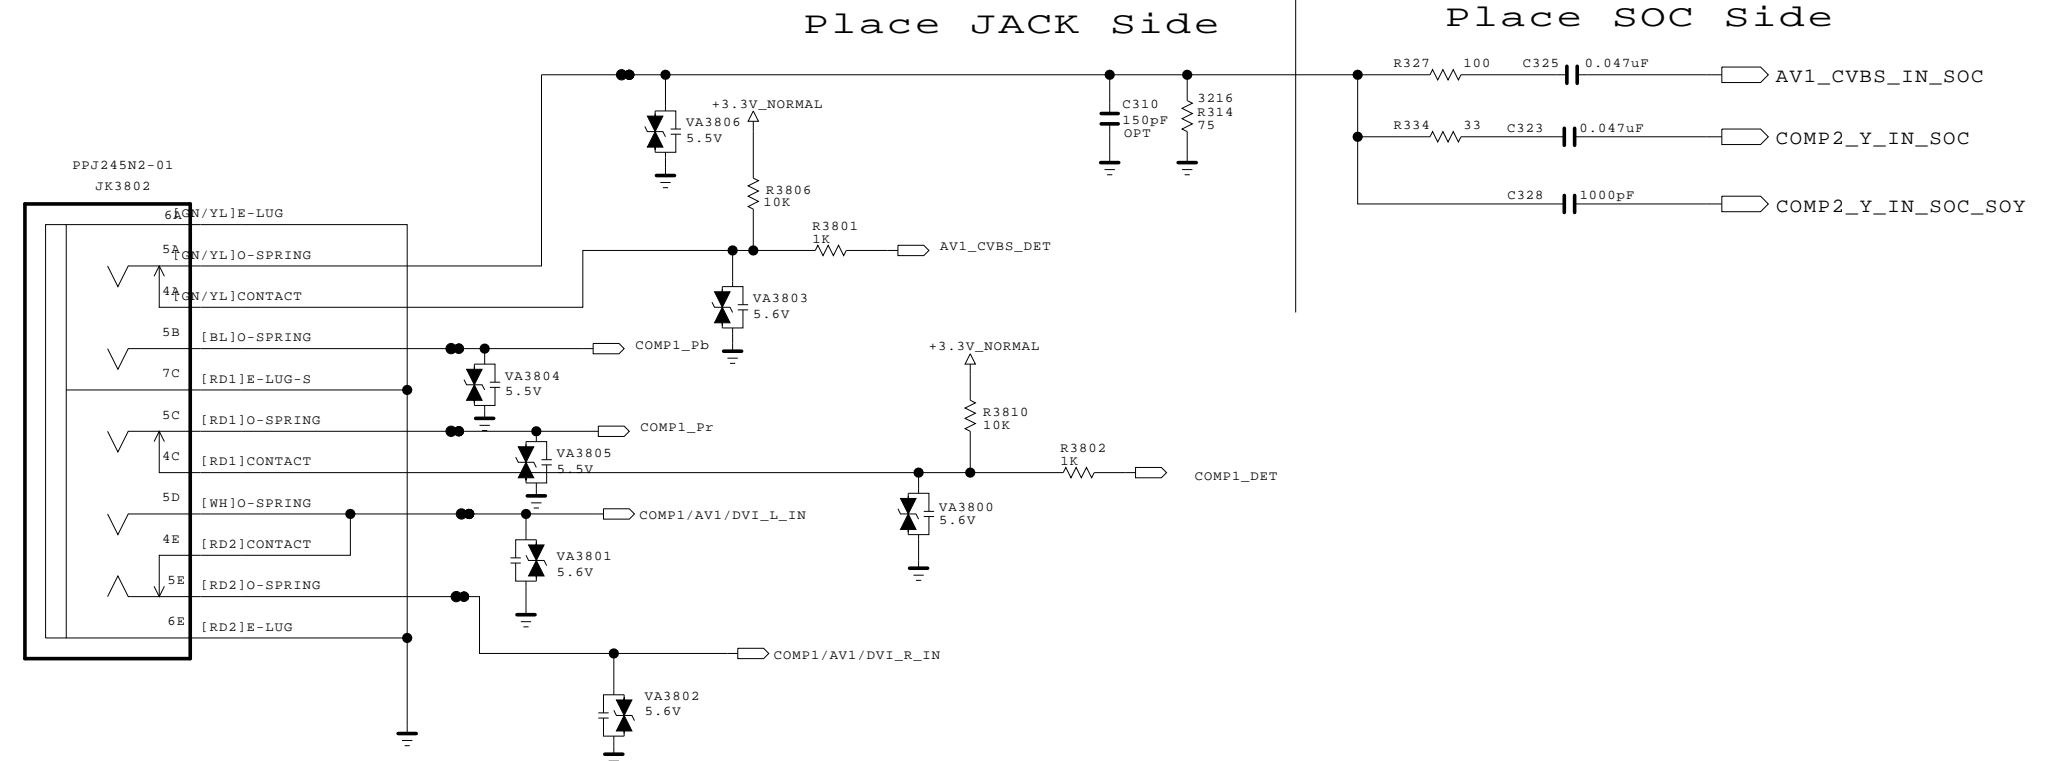 Place JACK Side
Place SOC Side
R327 100 C325 0.047uF
AV1_CVBS_IN_SOC
R334 33 C323 0.047uF
COMP2_Y_IN_SOC
C328 1000pF
COMP2_Y_IN_SOC_SOY
+3.3V_NORMAL
VA3806
5.5V
C310
150pF
OPT
3216
R314
75
PPJ245N2-01
JK3802
R3806
10K
R3801
1K
AV1_CVBS_DET
VA3803
5.6V
6A [GN/YL]E-LUG
5A [GN/YL]O-SPRING
4A [GN/YL]CONTACT
5B [BL]O-SPRING
COMP1_Pb
VA3804
5.5V
7C [RD1]E-LUG-S
5C [RD1]O-SPRING
COMP1_Pr
VA3805
5.5V
4C [RD1]CONTACT
+3.3V_NORMAL
R3810
10K
R3802
1K
COMP1_DET
VA3800
5.6V
5D [WH]O-SPRING
COMP1/AV1/DVI_L_IN
4E [RD2]CONTACT
VA3801
5.6V
5E [RD2]O-SPRING
6E [RD2]E-LUG
COMP1/AV1/DVI_R_IN
VA3802
5.6V